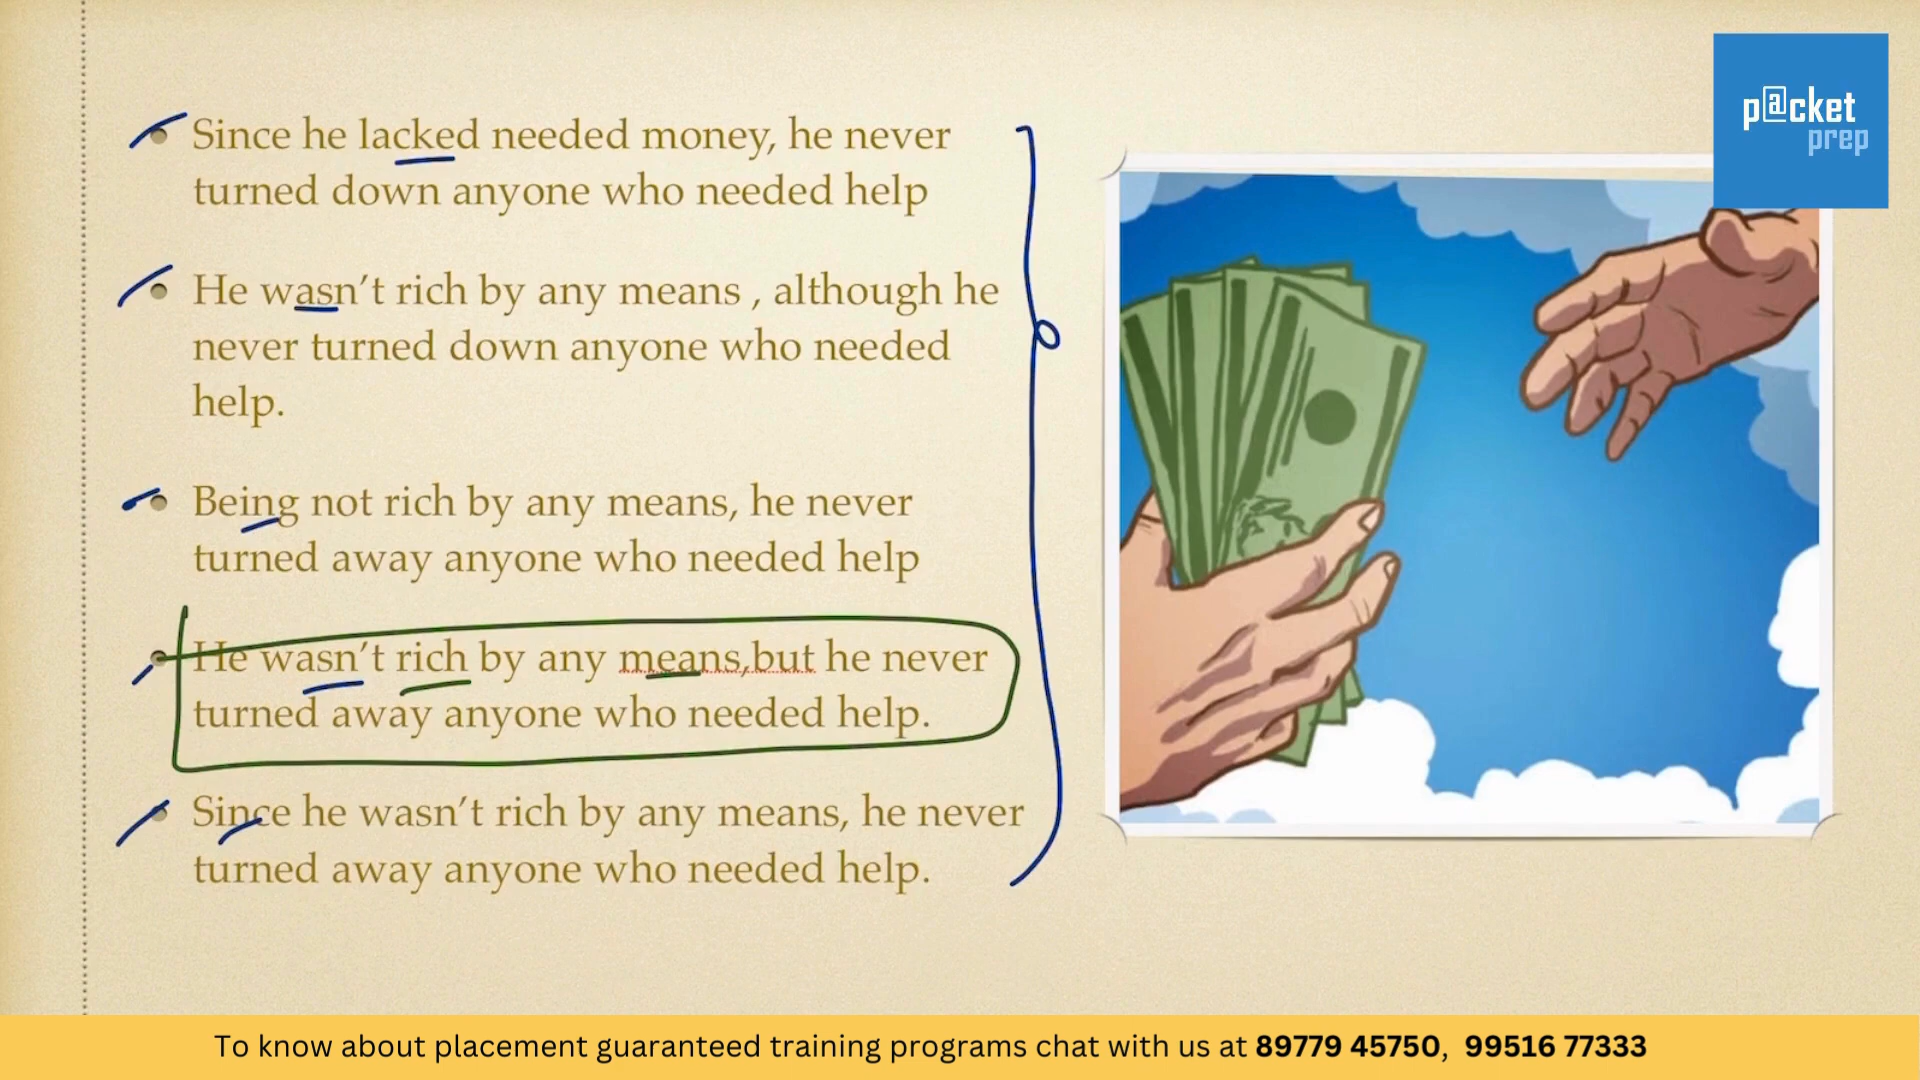 p@cket
prep
Since he lacked needed money, he never
turned down anyone who needed help
He wasn’t rich by any means , although he
never turned down anyone who needed
help.
Being not rich by any means, he never
turned away anyone who needed help
He wasn’t rich by any means,but he never
turned away anyone who needed help.
Since he wasn’t rich by any means, he never
turned away anyone who needed help.
To know about placement guaranteed training programs chat with us at 89779 45750, 99516 77333